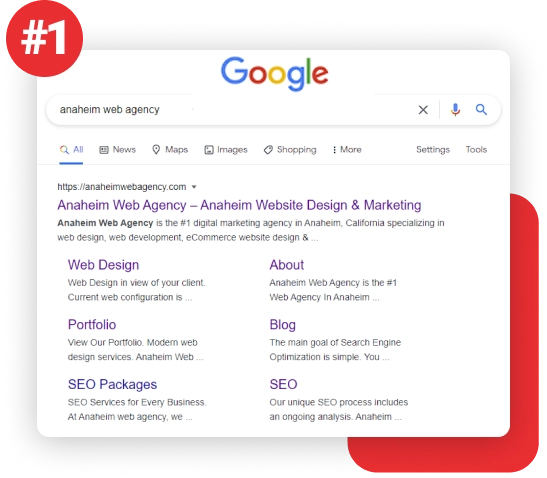 #1
Google
anaheim web agency
All News Maps Images Shopping More Settings Tools
https://anaheimwebagency.com
Anaheim Web Agency – Anaheim Website Design & Marketing
Anaheim Web Agency is the #1 digital marketing agency in Anaheim, California specializing in
web design, web development, eCommerce website design & ...
Web Design
Web Design in view of your client.
Current web configuration is ...
About
Anaheim Web Agency is the #1
Web Agency In Anaheim ...
Portfolio
View Our Portfolio. Modern web
design services. Anaheim Web ...
Blog
The main goal of Search Engine
Optimization is simple. You ...
SEO Packages
SEO Services for Every Business.
At Anaheim web agency, we ...
SEO
Our unique SEO process includes
an ongoing analysis. Anaheim ...